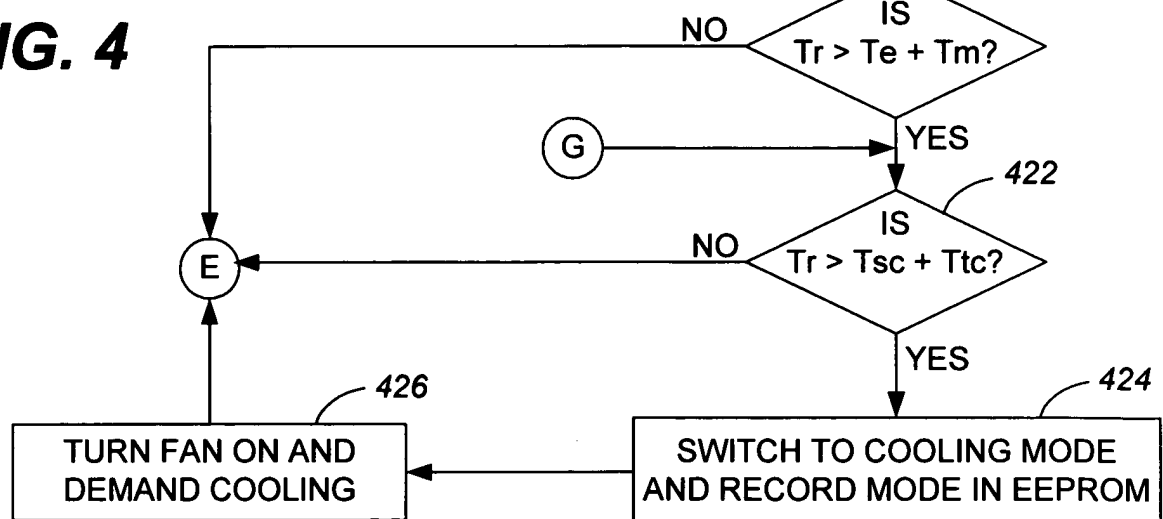 IG. 4
IS
Tr > Te + Tm?
NO
YES
G
422
IS
Tr > Tsc + Ttc?
NO
E
YES
426
424
TURN FAN ON AND
DEMAND COOLING
SWITCH TO COOLING MODE
AND RECORD MODE IN EEPROM